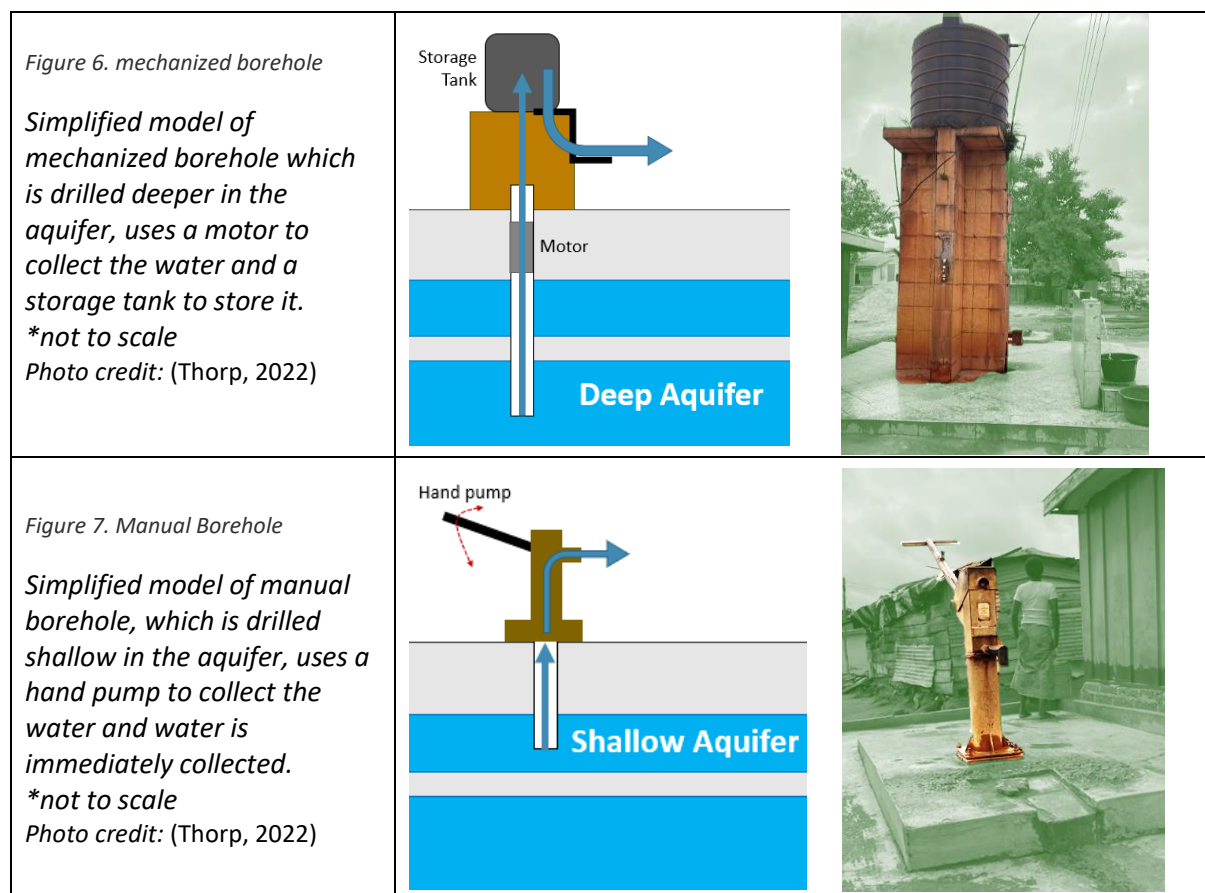 Figure 6. mechanized borehole
Simplified model of
mechanized borehole which
is drilled deeper in the
aquifer, uses a motor to
collect the water and a
storage tank to store it.
*not to scale
Photo credit: (Thorp, 2022)
Storage
Tank
Motor
Deep Aquifer
Figure 7. Manual Borehole
Simplified model of manual
borehole, which is drilled
shallow in the aquifer, uses a
hand pump to collect the
water and water is
immediately collected.
*not to scale
Photo credit: (Thorp, 2022)
Hand pump
Shallow Aquifer